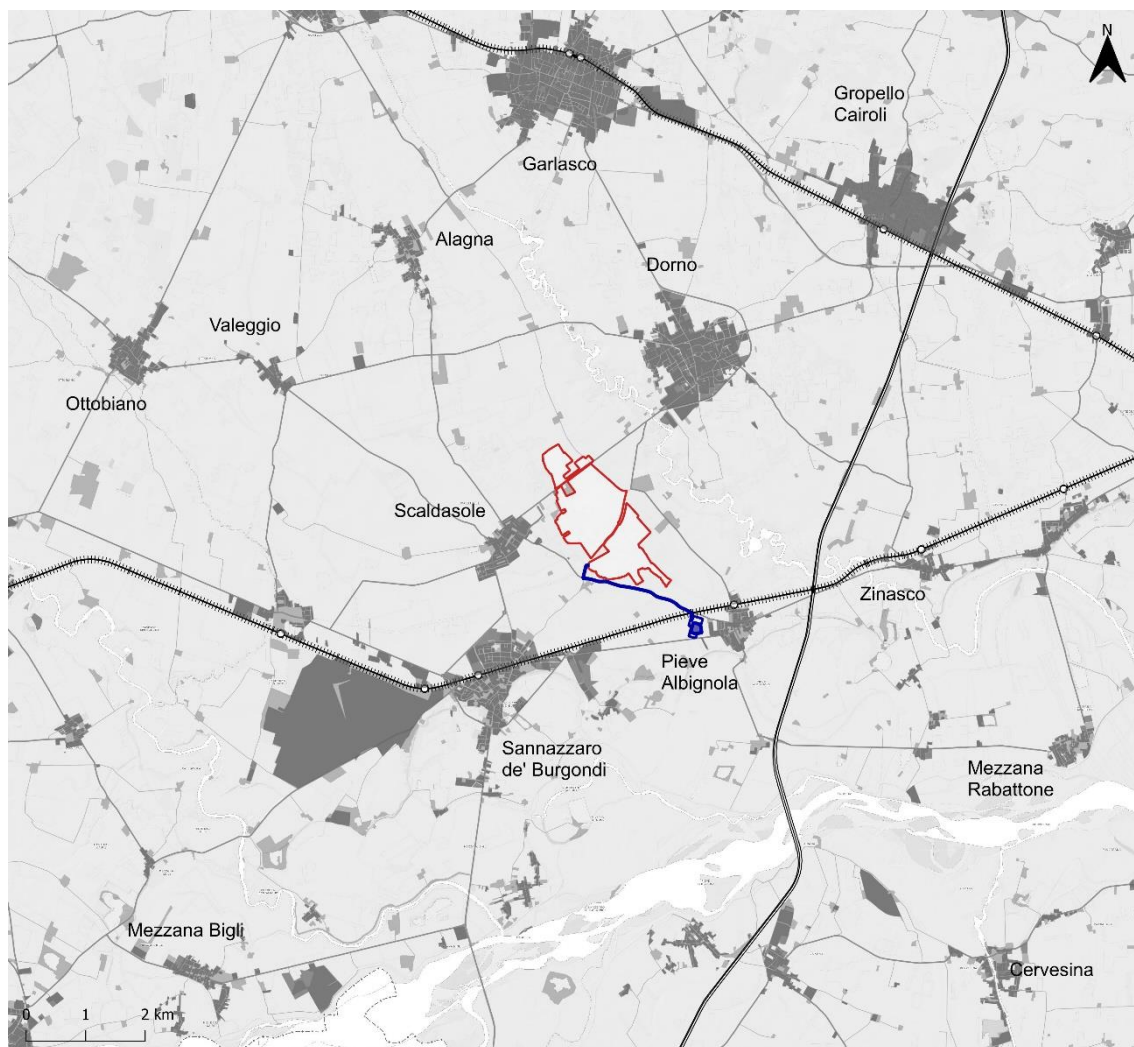 N
Gropello
Cairoli
Garlasco
Alagna
Dorno
Valeggio
Ottobiano
Scaldasole
Zinasco
Pieve
Albignola
Sannazzaro
de' Burgondi
Mezzana
Rabattone
Mezzana Bigli
Cervesina
0 1 2 km